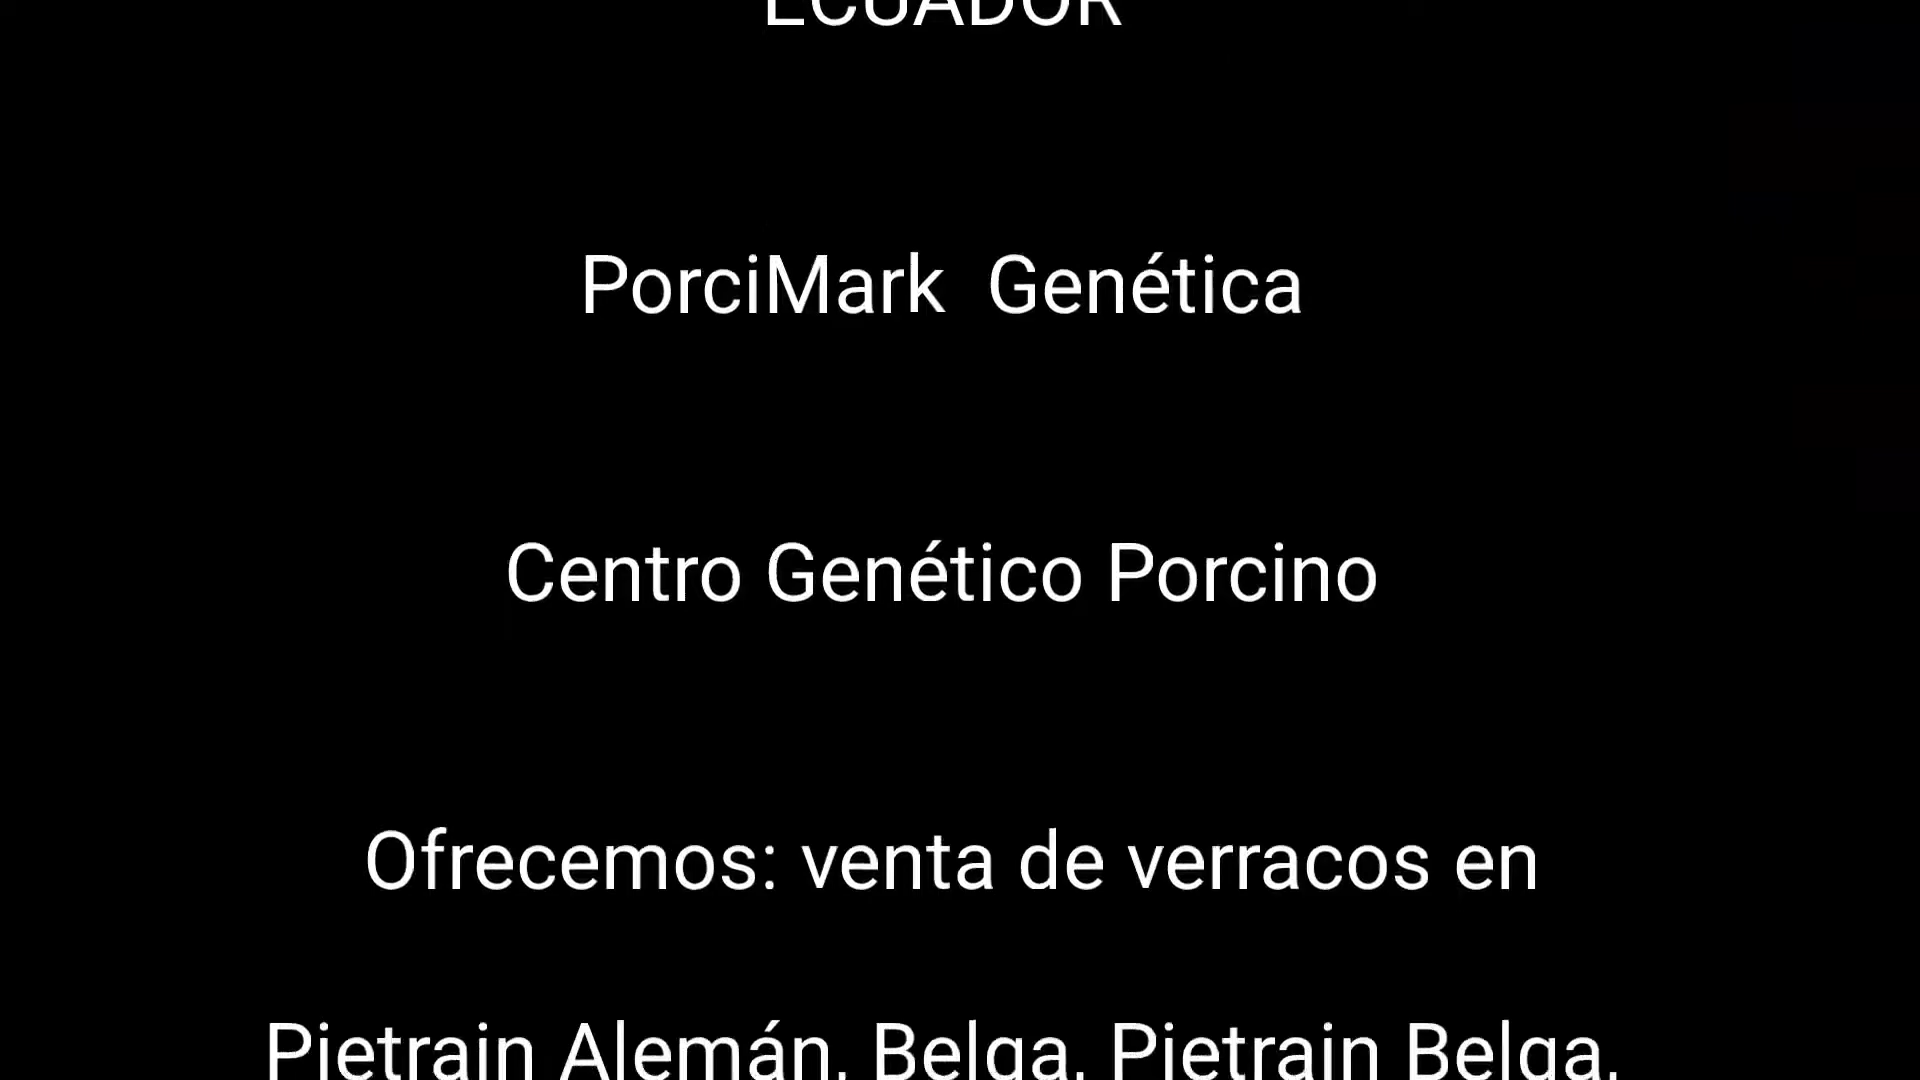 ECUADOR
PorciMark  Genética
Centro Genético Porcino
Ofrecemos: venta de verracos en
Pietrain Alemán, Belga, Pietrain Belga,